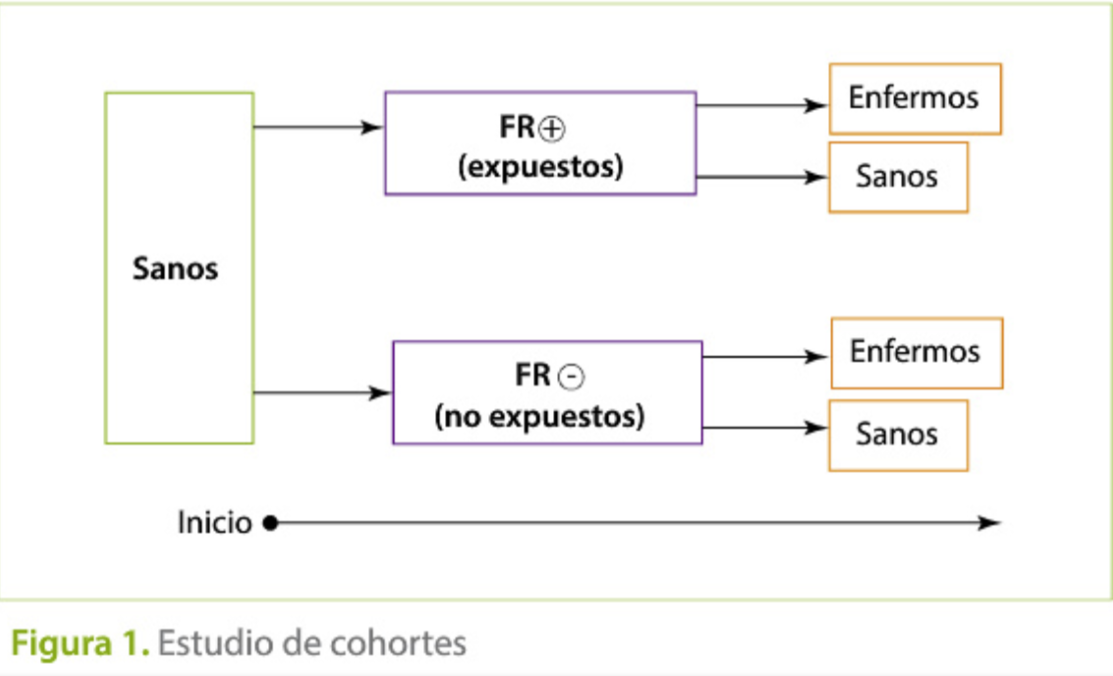 Sanos
FR⊕
(expuestos)
Enfermos
Sanos
FR⊖
(no expuestos)
Enfermos
Sanos
Inicio
Figura 1. Estudio de cohortes